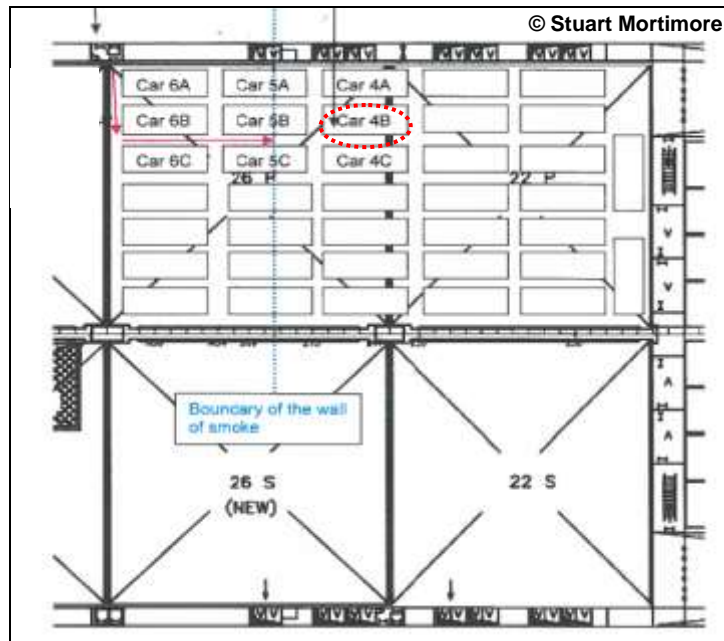 © Stuart Mortimore
Car 6A Car 5A Car 4A
Car 6B Car 5B Car 4B
Car 6C Car 5C Car 4C
26 P 22 P
Boundary of the wall
of smoke
26 S 22 S
(NEW)